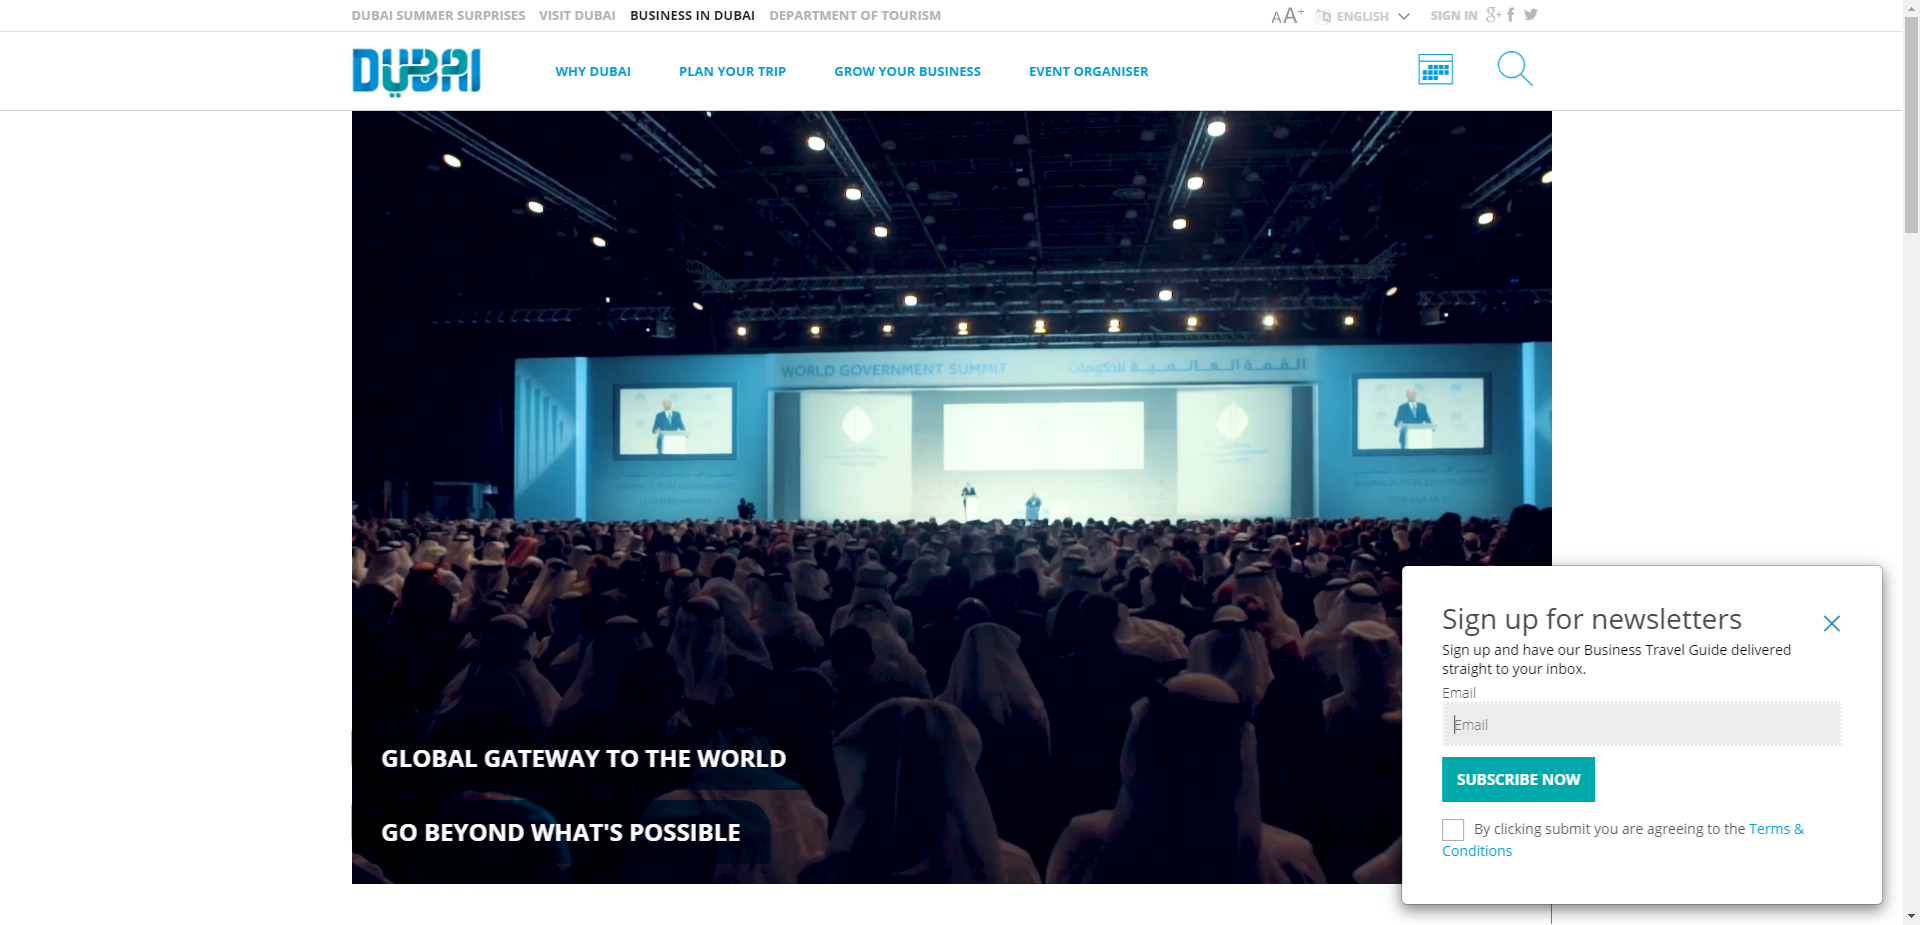 DUBAI SUMMER SURPRISES VISIT DUBAI BUSINESS IN DUBAI DEPARTMENT OF TOURISM
AA+ ENGLISH SIGN IN g+ f
DUBAI
WHY DUBAI PLAN YOUR TRIP GROW YOUR BUSINESS EVENT ORGANISER
WORLD GOVERNMENT SUMMIT القمة العالمية للحكومات
GLOBAL GATEWAY TO THE WORLD
GO BEYOND WHAT'S POSSIBLE
Sign up for newsletters
Sign up and have our Business Travel Guide delivered
straight to your inbox.
Email
Email
SUBSCRIBE NOW
By clicking submit you are agreeing to the Terms &
Conditions